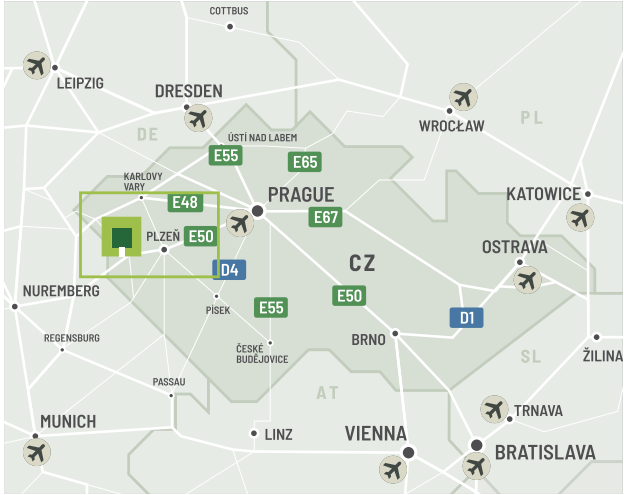 COTTBUS
LEIPZIG
DRESDEN
WROCŁAW
PL
DE
ÚSTÍ NAD LABEM
E55
E65
KARLOVY
VARY
E48
PRAGUE
E67
KATOWICE
PLZEŇ
E50
OSTRAVA
CZ
D4
NUREMBERG
PÍSEK
E55
E50
D1
REGENSBURG
ČESKÉ
BUDĚJOVICE
BRNO
SL
ŽILINA
PASSAU
AT
MUNICH
LINZ
VIENNA
TRNAVA
BRATISLAVA